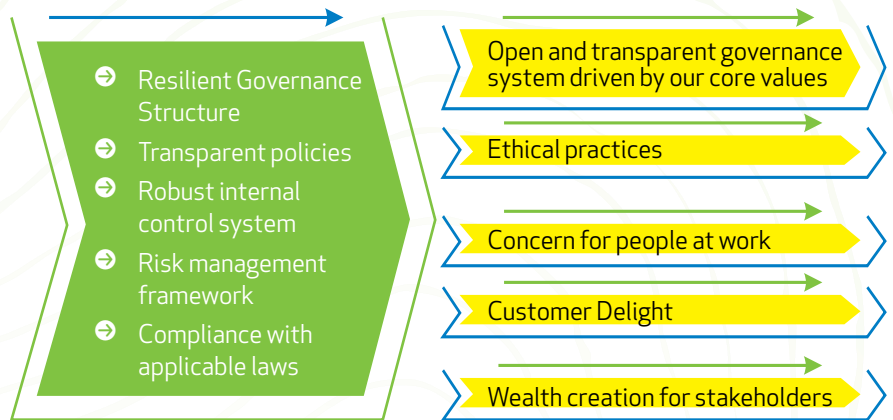 Resilient Governance
Structure
Transparent policies
Robust internal
control system
Risk management
framework
Compliance with
applicable laws
Open and transparent governance
system driven by our core values
Ethical practices
Concern for people at work
Customer Delight
Wealth creation for stakeholders